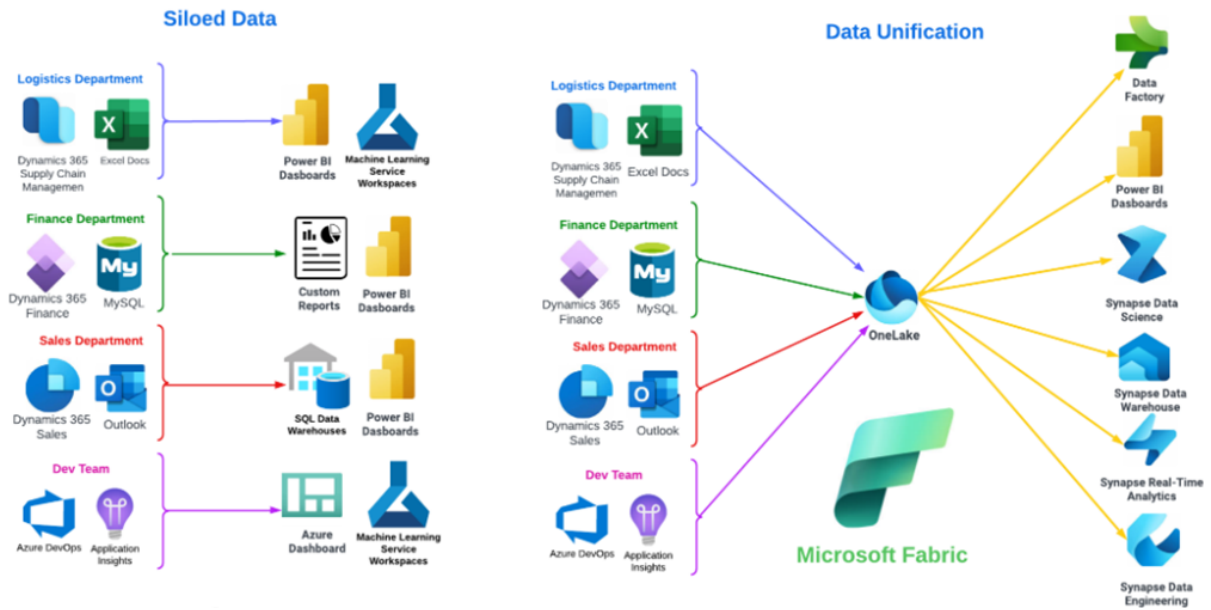 Siloed Data
Logistics Department
Dynamics 365
Supply Chain
Managemen
Excel Docs
Power BI
Dasboards
Machine Learning
Service
Workspaces
Finance Department
Dynamics 365
Finance
My
MySQL
Custom
Reports
Power BI
Dasboards
Sales Department
Dynamics 365
Sales
Outlook
SQL Data
Warehouses
Power BI
Dasboards
Dev Team
Azure DevOps
Application
Insights
Azure
Dashboard
Machine Learning
Service
Workspaces
Data Unification
Logistics Department
Dynamics 365
Supply Chain
Managemen
Excel Docs
Finance Department
Dynamics 365
Finance
My
MySQL
Sales Department
Dynamics 365
Sales
Outlook
Dev Team
Azure DevOps
Application
Insights
OneLake
Microsoft Fabric
Data
Factory
Power BI
Dasboards
Synapse Data
Science
Synapse Data
Warehouse
Synapse Real-Time
Analytics
Synapse Data
Engineering